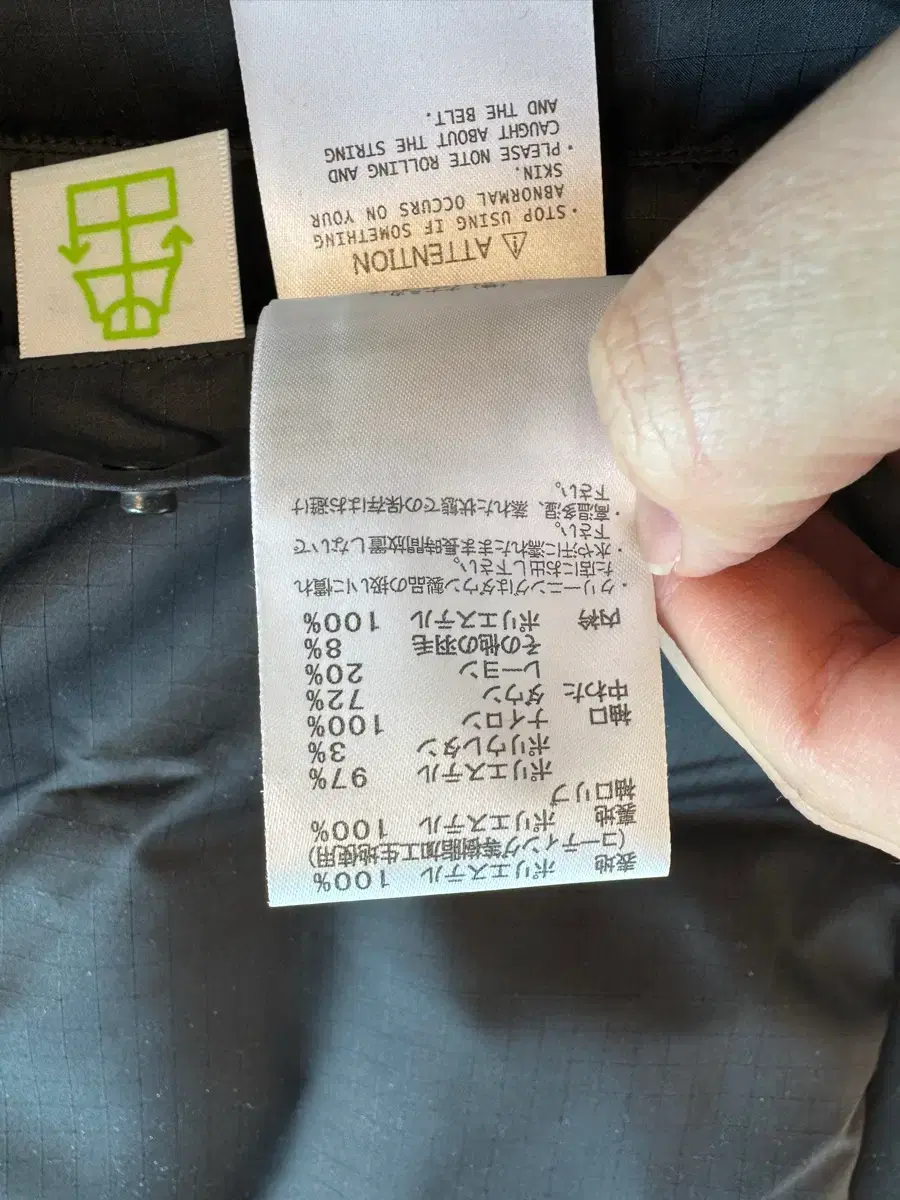 表地 ポリエステル 100%
(コーティング等樹脂加工生地使用)
裏地 ポリエステル 100%
袖口リブ
ポリエステル 97%
ポリウレタン 3%
袖口 ナイロン 100%
中わた ダウン 72%
レーヨン 20%
その他の羽毛 8%
内衿 ポリエステル 100%
・クリーニングはダウン製品の扱いに慣れ
た店にお出し下さい。
・水や汗に濡れたまま長時間放置しないで
下さい。
・高温多湿、蒸れた状態での保存はお避け
下さい。
⚠ ATTENTION
・STOP USING IF SOMETHING
ABNORMAL OCCURS ON YOUR
SKIN.
・PLEASE NOTE ROLLING AND
CAUGHT ABOUT THE STRING
AND THE BELT.